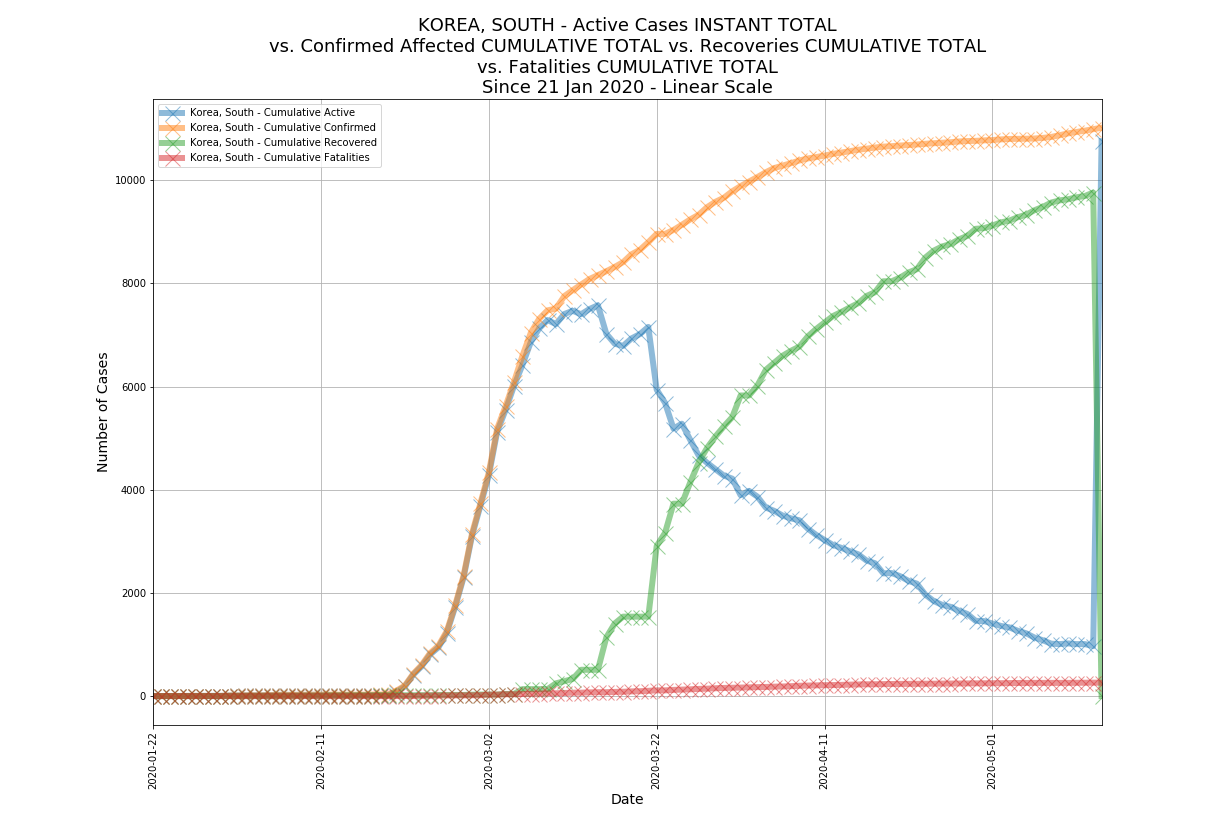 KOREA, SOUTH - Active Cases INSTANT TOTAL
vs. Confirmed Affected CUMULATIVE TOTAL vs. Recoveries CUMULATIVE TOTAL
vs. Fatalities CUMULATIVE TOTAL
Since 21 Jan 2020 - Linear Scale
Korea, South - Cumulative Active
Korea, South - Cumulative Confirmed
Korea, South - Cumulative Recovered
Korea, South - Cumulative Fatalities
Number of Cases
10000
8000
6000
4000
2000
0
2020-01-22
2020-02-11
2020-03-02
2020-03-22
2020-04-11
2020-05-01
Date